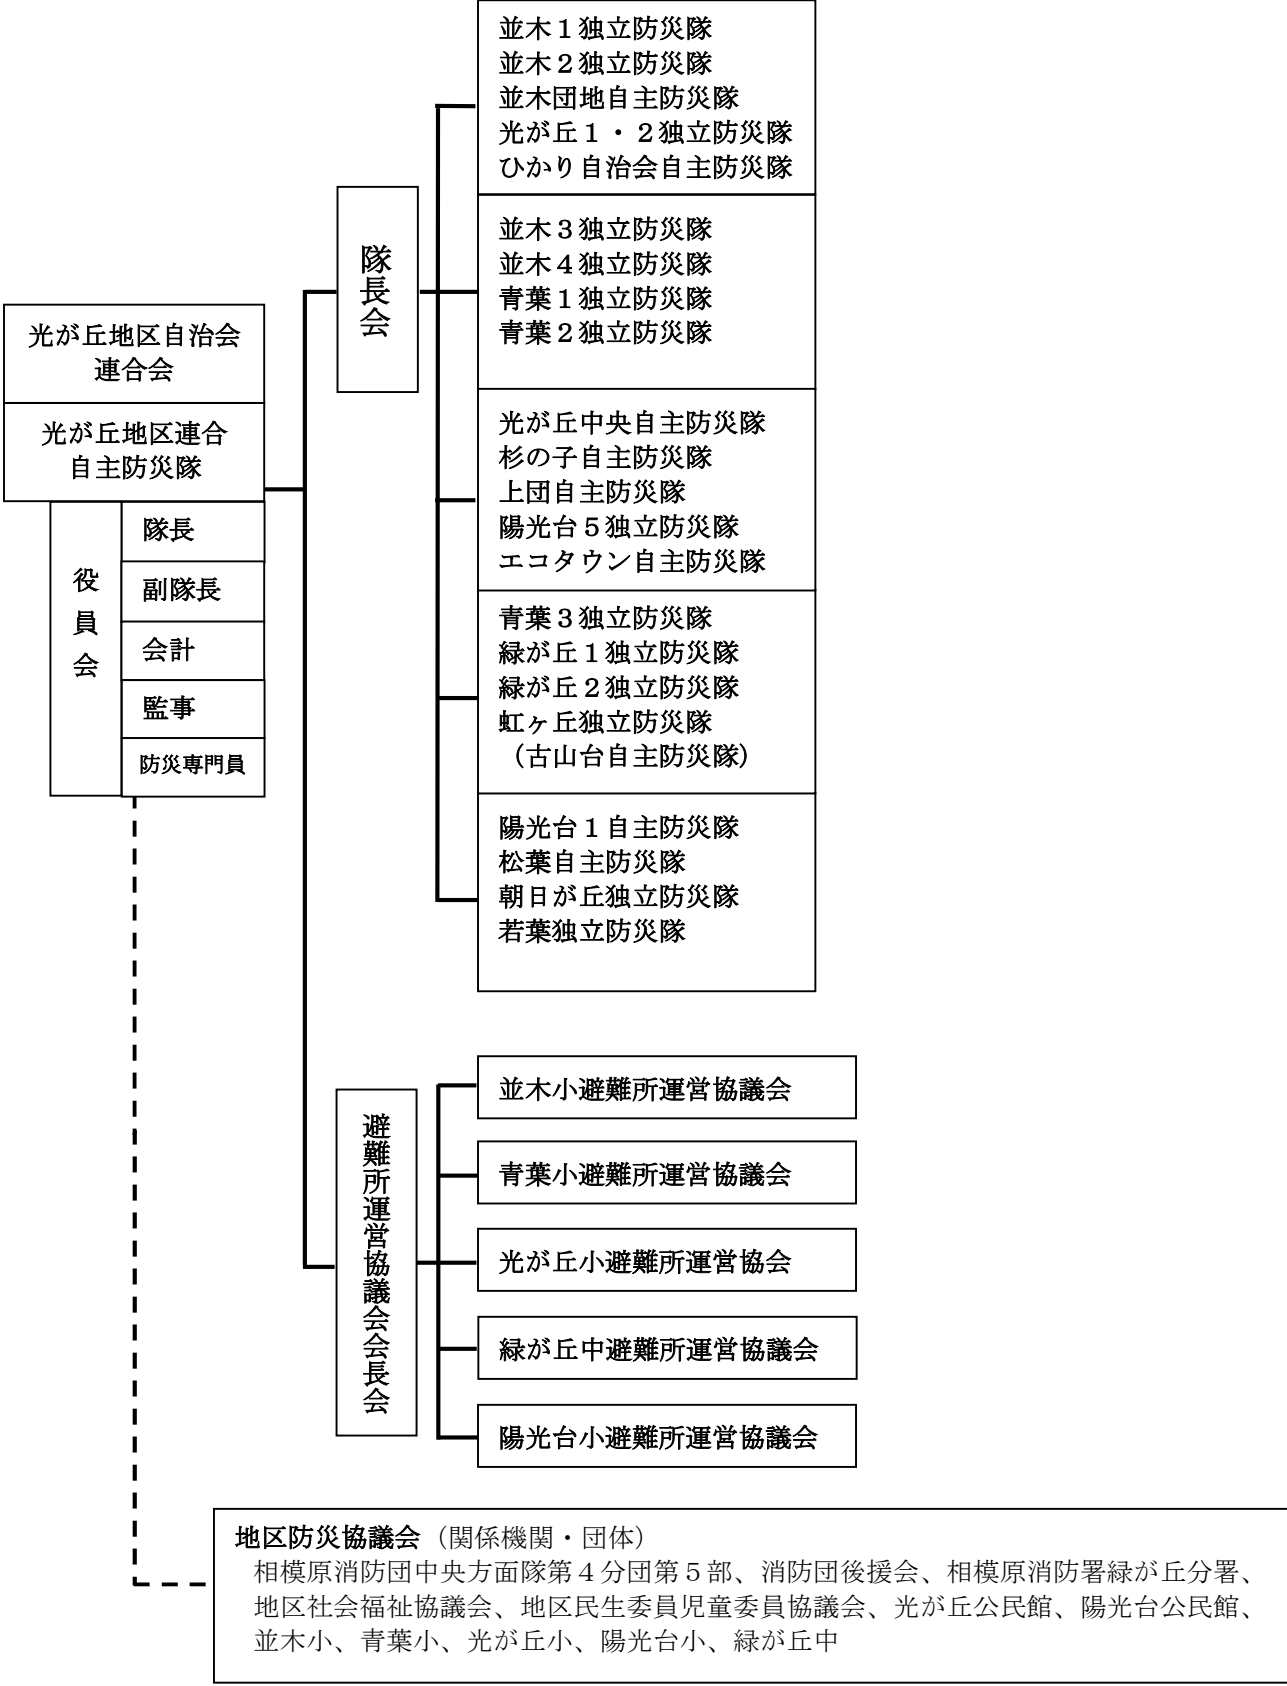 光が丘地区自治会
連合会
光が丘地区連合
自主防災隊
役員会
隊長
副隊長
会計
監事
防災専門員
隊長会
並木１独立防災隊
並木２独立防災隊
並木団地自主防災隊
光が丘１・２独立防災隊
ひかり自治会自主防災隊
並木３独立防災隊
並木４独立防災隊
青葉１独立防災隊
青葉２独立防災隊
光が丘中央自主防災隊
杉の子自主防災隊
上団自主防災隊
陽光台５独立防災隊
エコタウン自主防災隊
青葉３独立防災隊
緑が丘１独立防災隊
緑が丘２独立防災隊
虹ヶ丘独立防災隊
（古山台自主防災隊）
陽光台１自主防災隊
松葉自主防災隊
朝日が丘独立防災隊
若葉独立防災隊
避難所運営協議会会長会
並木小避難所運営協議会
青葉小避難所運営協議会
光が丘小避難所運営協会
緑が丘中避難所運営協議会
陽光台小避難所運営協議会
地区防災協議会（関係機関・団体）
相模原消防団中央方面隊第４分団第５部、消防団後援会、相模原消防署緑が丘分署、
地区社会福祉協議会、地区民生委員児童委員協議会、光が丘公民館、陽光台公民館、
並木小、青葉小、光が丘小、陽光台小、緑が丘中